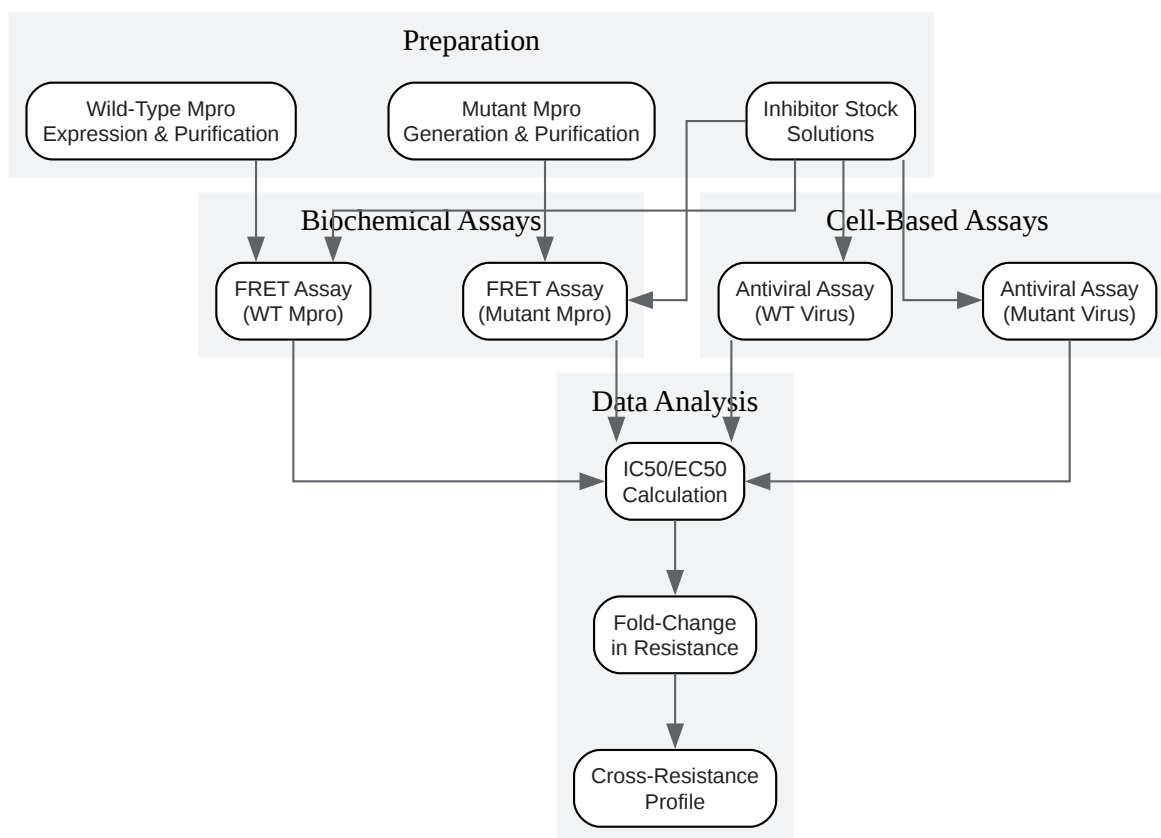 Preparation
Wild-Type Mpro
Expression & Purification
Mutant Mpro
Generation & Purification
Inhibitor Stock
Solutions
Biochemical Assays
Cell-Based Assays
FRET Assay
(WT Mpro)
FRET Assay
(Mutant Mpro)
Antiviral Assay
(WT Virus)
Antiviral Assay
(Mutant Virus)
Data Analysis
IC50/EC50
Calculation
Fold-Change
in Resistance
Cross-Resistance
Profile